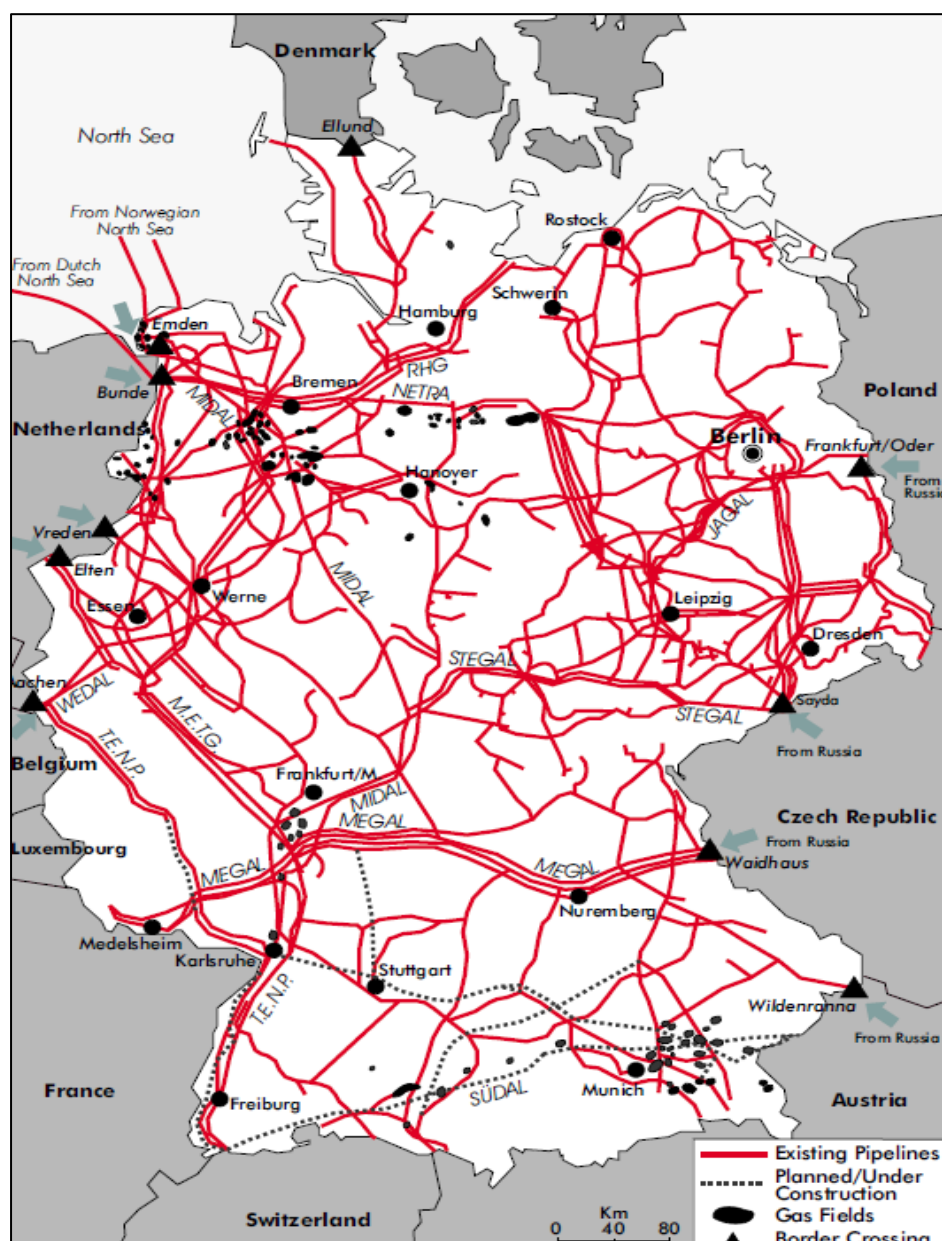 Denmark
Ellund
North Sea
From Norwegian
North Sea
From Dutch
North Sea
Rostock
Schwerin
Hamburg
Emden
RHG
Bremen
NETRA
Bunde
MIDAL
Poland
Netherlands
Berlin
Frankfurt/Oder
From
Russia
Hanover
JAGAL
Vreden
Elten
MIDAL
Werne
Essen
Leipzig
Dresden
STEGAL
Aachen
WEDAL
M.E.T.G.
STEGAL
Sayda
T.E.N.P.
From Russia
Belgium
Frankfurt/M.
MIDAL
MEGAL
Czech Republic
From Russia
Luxembourg
MEGAL
MEGAL
Waidhaus
Nuremberg
Medelsheim
Karlsruhe
Stuttgart
T.E.N.P.
Wildenranna
From Russia
France
Freiburg
SÜDAL
Munich
Austria
Existing Pipelines
Planned/Under
Construction
Km
0 40 80
Gas Fields
Switzerland
Border Crossing